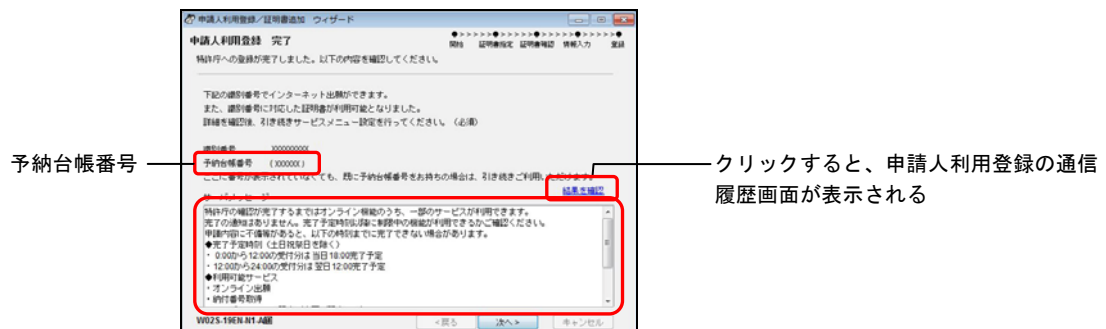 申請人利用登録／証明書追加 ウィザード
申請人利用登録 完了
●>>>>>●>>>>>●>>>>>●>>>>>●
開始 証明書指定 証明書確認 情報入力 登録
特許庁への登録が完了しました。以下の内容を確認してください。
下記の識別番号でインターネット出願ができます。
また、識別番号に対応した証明書が利用可能となりました。
詳細を確認後、引き続きサービスメニュー設定を行ってください。（必須）
識別番号 XXXXXXXXX
予納台帳番号 （XXXXXX）
ここに番号が表示されていなくても、既に予納台帳番号をお持ちの場合は、引き続きご利用いただけます。
結果を確認
サーバメッセージ
特許庁の確認が完了するまではオンライン機能のうち、一部のサービスが利用できます。
完了の通知はありません。完了予定時刻以降に制限中の機能が利用できるかご確認ください。
申請内容に不備等があると、以下の時刻までに完了できない場合があります。
◆完了予定時刻（土日祝祭日を除く）
・ 0:00から12:00の受付分は 当日 18:00完了予定
・ 12:00から24:00の受付分は 翌日 12:00完了予定
◆利用可能サービス
・オンライン出願
・納付番号取得
W02S-19EN-N1-A
<戻る 次へ> キャンセル
予納台帳番号
クリックすると、申請人利用登録の通信
履歴画面が表示される